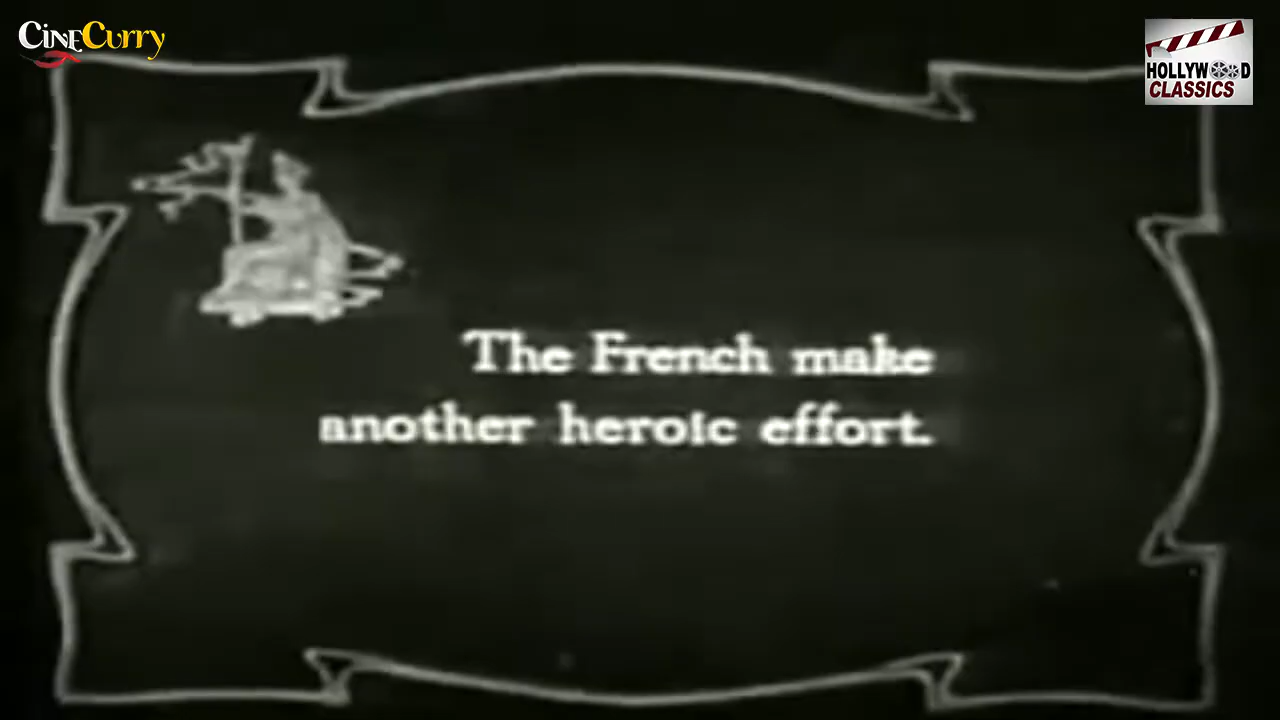 CineCurry
HOLLYWOOD
CLASSICS
The French make
another heroic effort.